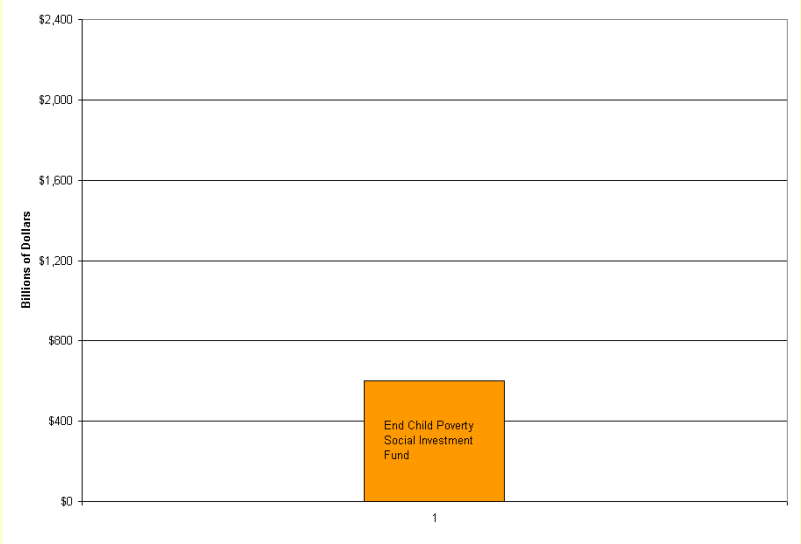 $2,400
$2,000
$1,600
$1,200
$800
$400
$0
Billions of Dollars
End Child Poverty
Social Investment
Fund
1